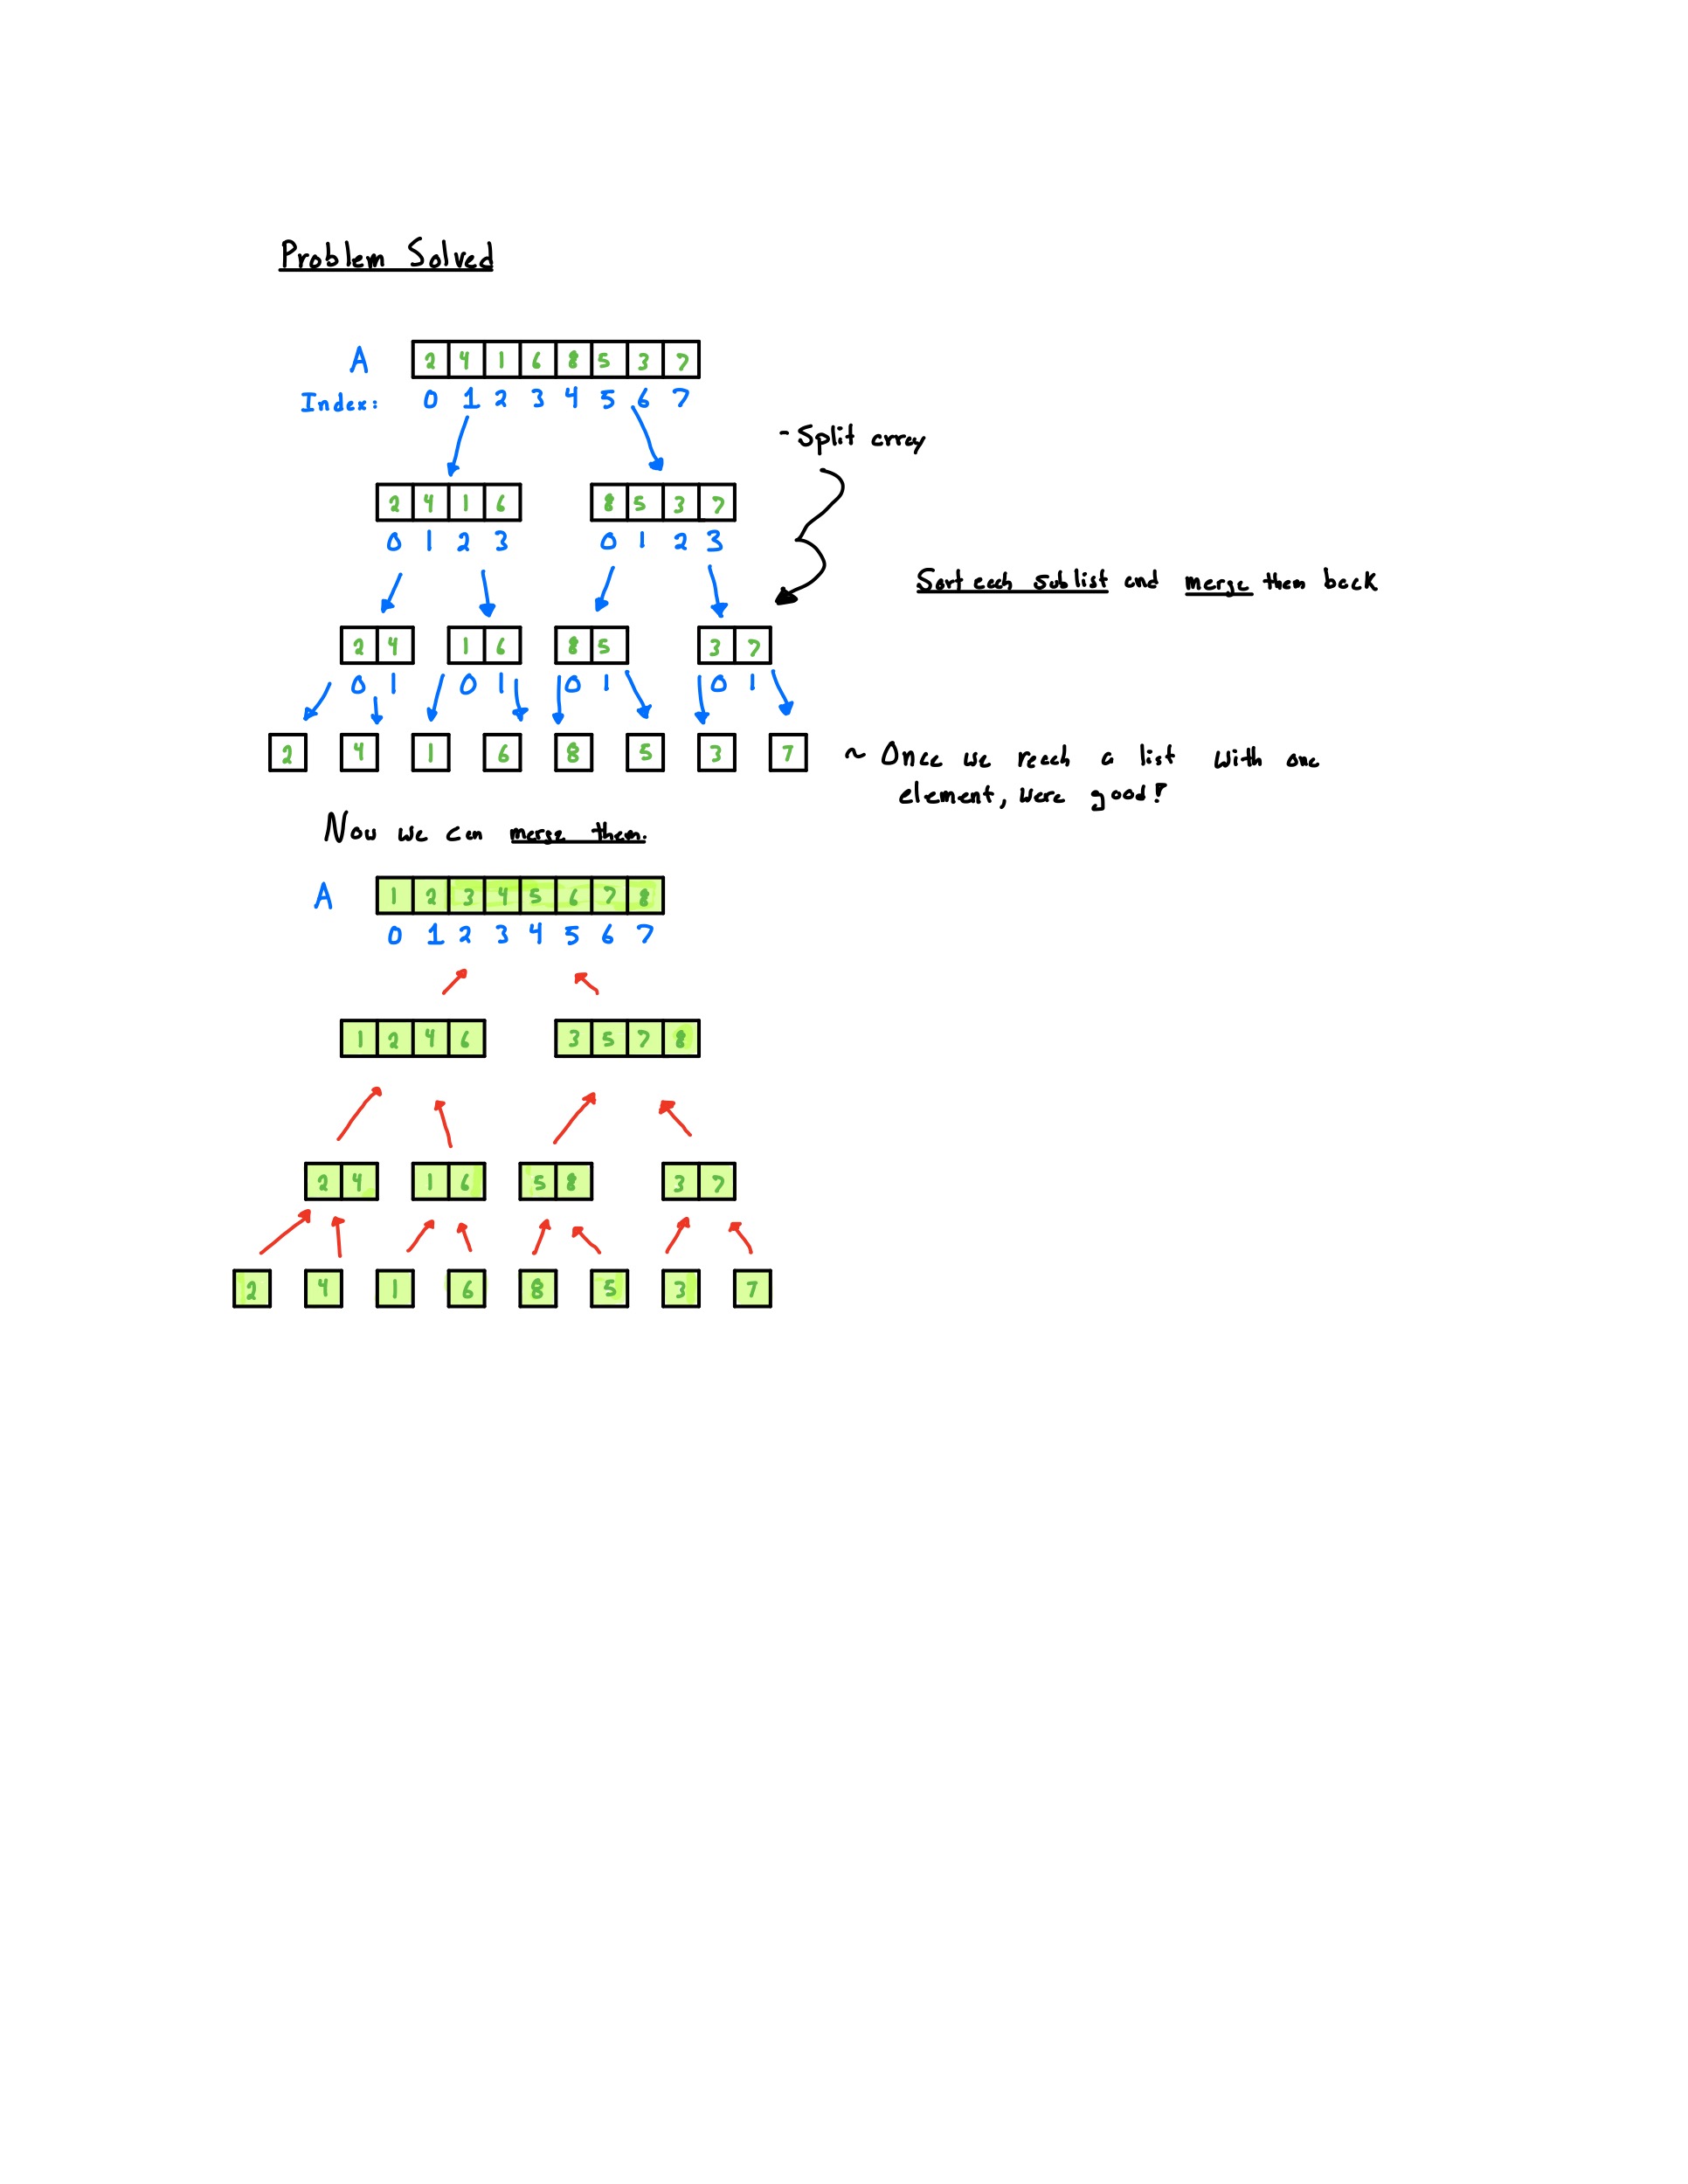 Problem Solved
A 2 4 1 6 8 5 3 7
Index: 0 1 2 3 4 5 6 7
- Split array
2 4 1 6 8 5 3 7
0 1 2 3 0 1 2 3
Sort each sublist and merge them back
2 4 1 6 8 5 3 7
0 1 0 1 0 1 0 1
2 4 1 6 8 5 3 7
~ Once we reach a list with one
element, were good!
Now we can merge them.
A 1 2 3 4 5 6 7 8
0 1 2 3 4 5 6 7
1 2 4 6 3 5 7 8
2 4 1 6 5 8 3 7
2 4 1 6 8 5 3 7